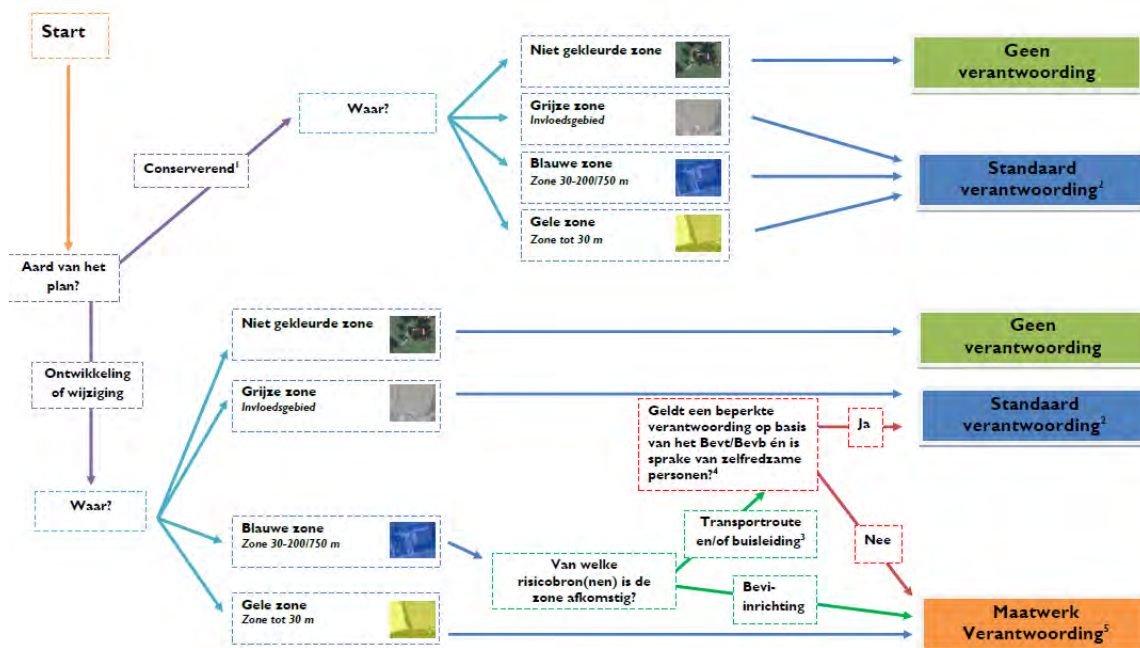 Start
Aard van het
plan?
Conserverend¹
Waar?
Niet gekleurde zone
Grijze zone
Invloedsgebied
Blauwe zone
Zone 30-200/750 m
Gele zone
Zone tot 30 m
Geen
verantwoording
Standaard
verantwoording²
Ontwikkeling
of wijziging
Waar?
Niet gekleurde zone
Grijze zone
Invloedsgebied
Blauwe zone
Zone 30-200/750 m
Gele zone
Zone tot 30 m
Van welke
risicobron(nen) is de
zone afkomstig?
Transportroute
en/of buisleiding³
Bevi-
inrichting
Geldt een beperkte
verantwoording op basis
van het Bevt/Bevb én is
sprake van zelfredzame
personen?⁴
Ja
Nee
Geen
verantwoording
Standaard
verantwoording²
Maatwerk
Verantwoording⁵